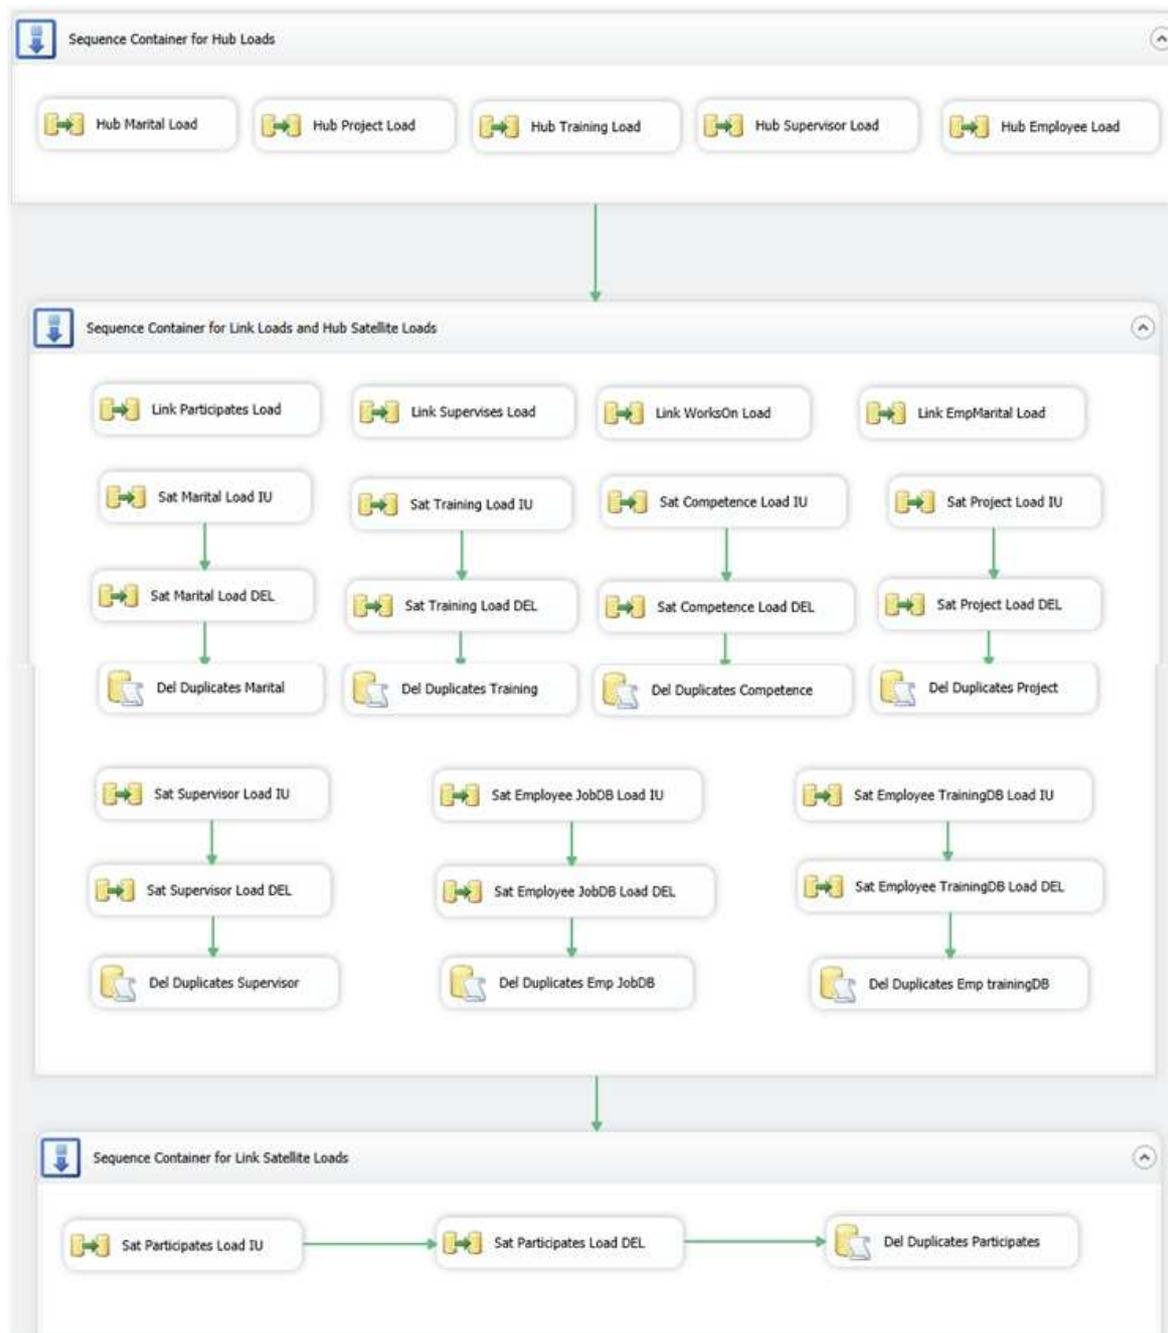 Sequence Container for Hub Loads
Hub Marital Load
Hub Project Load
Hub Training Load
Hub Supervisor Load
Hub Employee Load
Sequence Container for Link Loads and Hub Satellite Loads
Link Participates Load
Link Supervises Load
Link WorksOn Load
Link EmpMarital Load
Sat Marital Load IU
Sat Training Load IU
Sat Competence Load IU
Sat Project Load IU
Sat Marital Load DEL
Sat Training Load DEL
Sat Competence Load DEL
Sat Project Load DEL
Del Duplicates Marital
Del Duplicates Training
Del Duplicates Competence
Del Duplicates Project
Sat Supervisor Load IU
Sat Employee JobDB Load IU
Sat Employee TrainingDB Load IU
Sat Supervisor Load DEL
Sat Employee JobDB Load DEL
Sat Employee TrainingDB Load DEL
Del Duplicates Supervisor
Del Duplicates Emp JobDB
Del Duplicates Emp trainingDB
Sequence Container for Link Satellite Loads
Sat Participates Load IU
Sat Participates Load DEL
Del Duplicates Participates